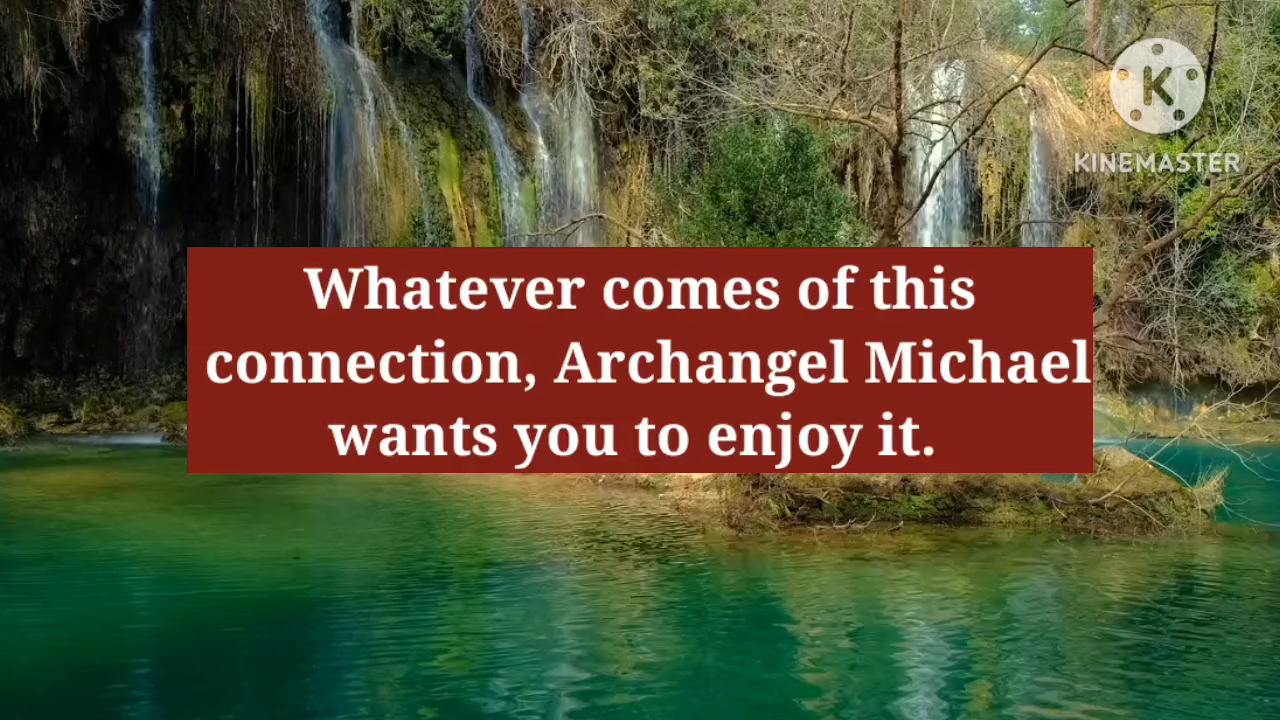 K
KINEMASTER
Whatever comes of this
connection, Archangel Michael
wants you to enjoy it.